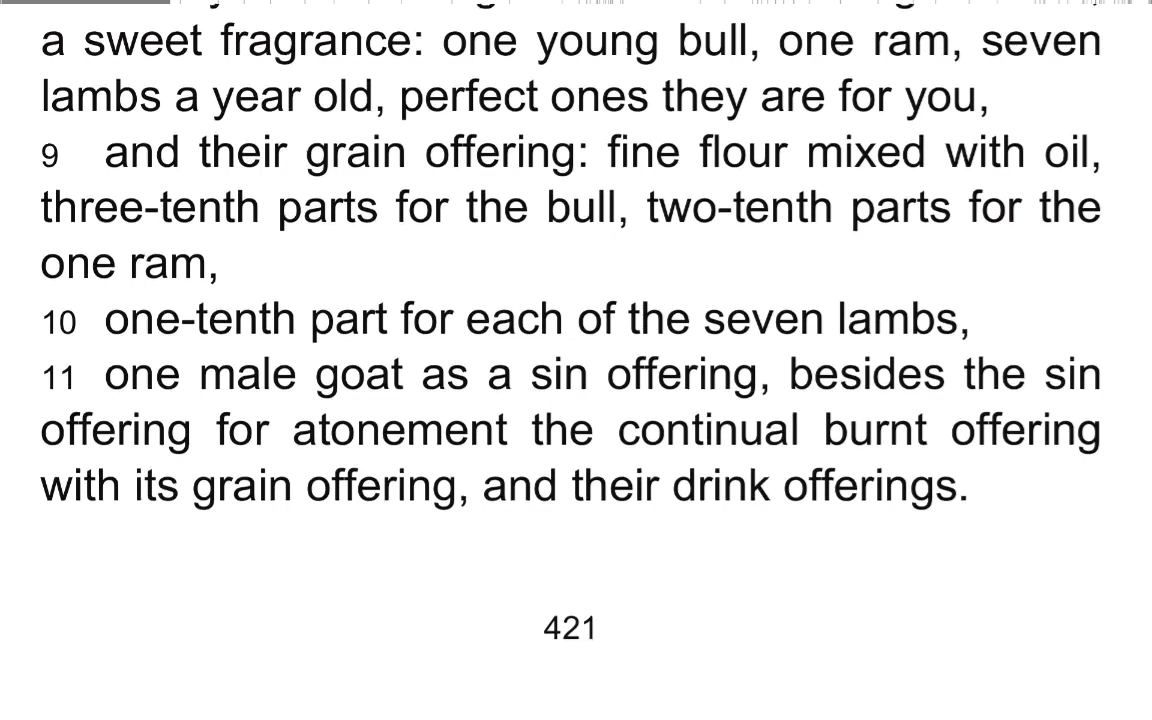 a sweet fragrance: one young bull, one ram, seven
lambs a year old, perfect ones they are for you,
9 and their grain offering: fine flour mixed with oil,
three-tenth parts for the bull, two-tenth parts for the
one ram,
10 one-tenth part for each of the seven lambs,
11 one male goat as a sin offering, besides the sin
offering for atonement the continual burnt offering
with its grain offering, and their drink offerings.
421